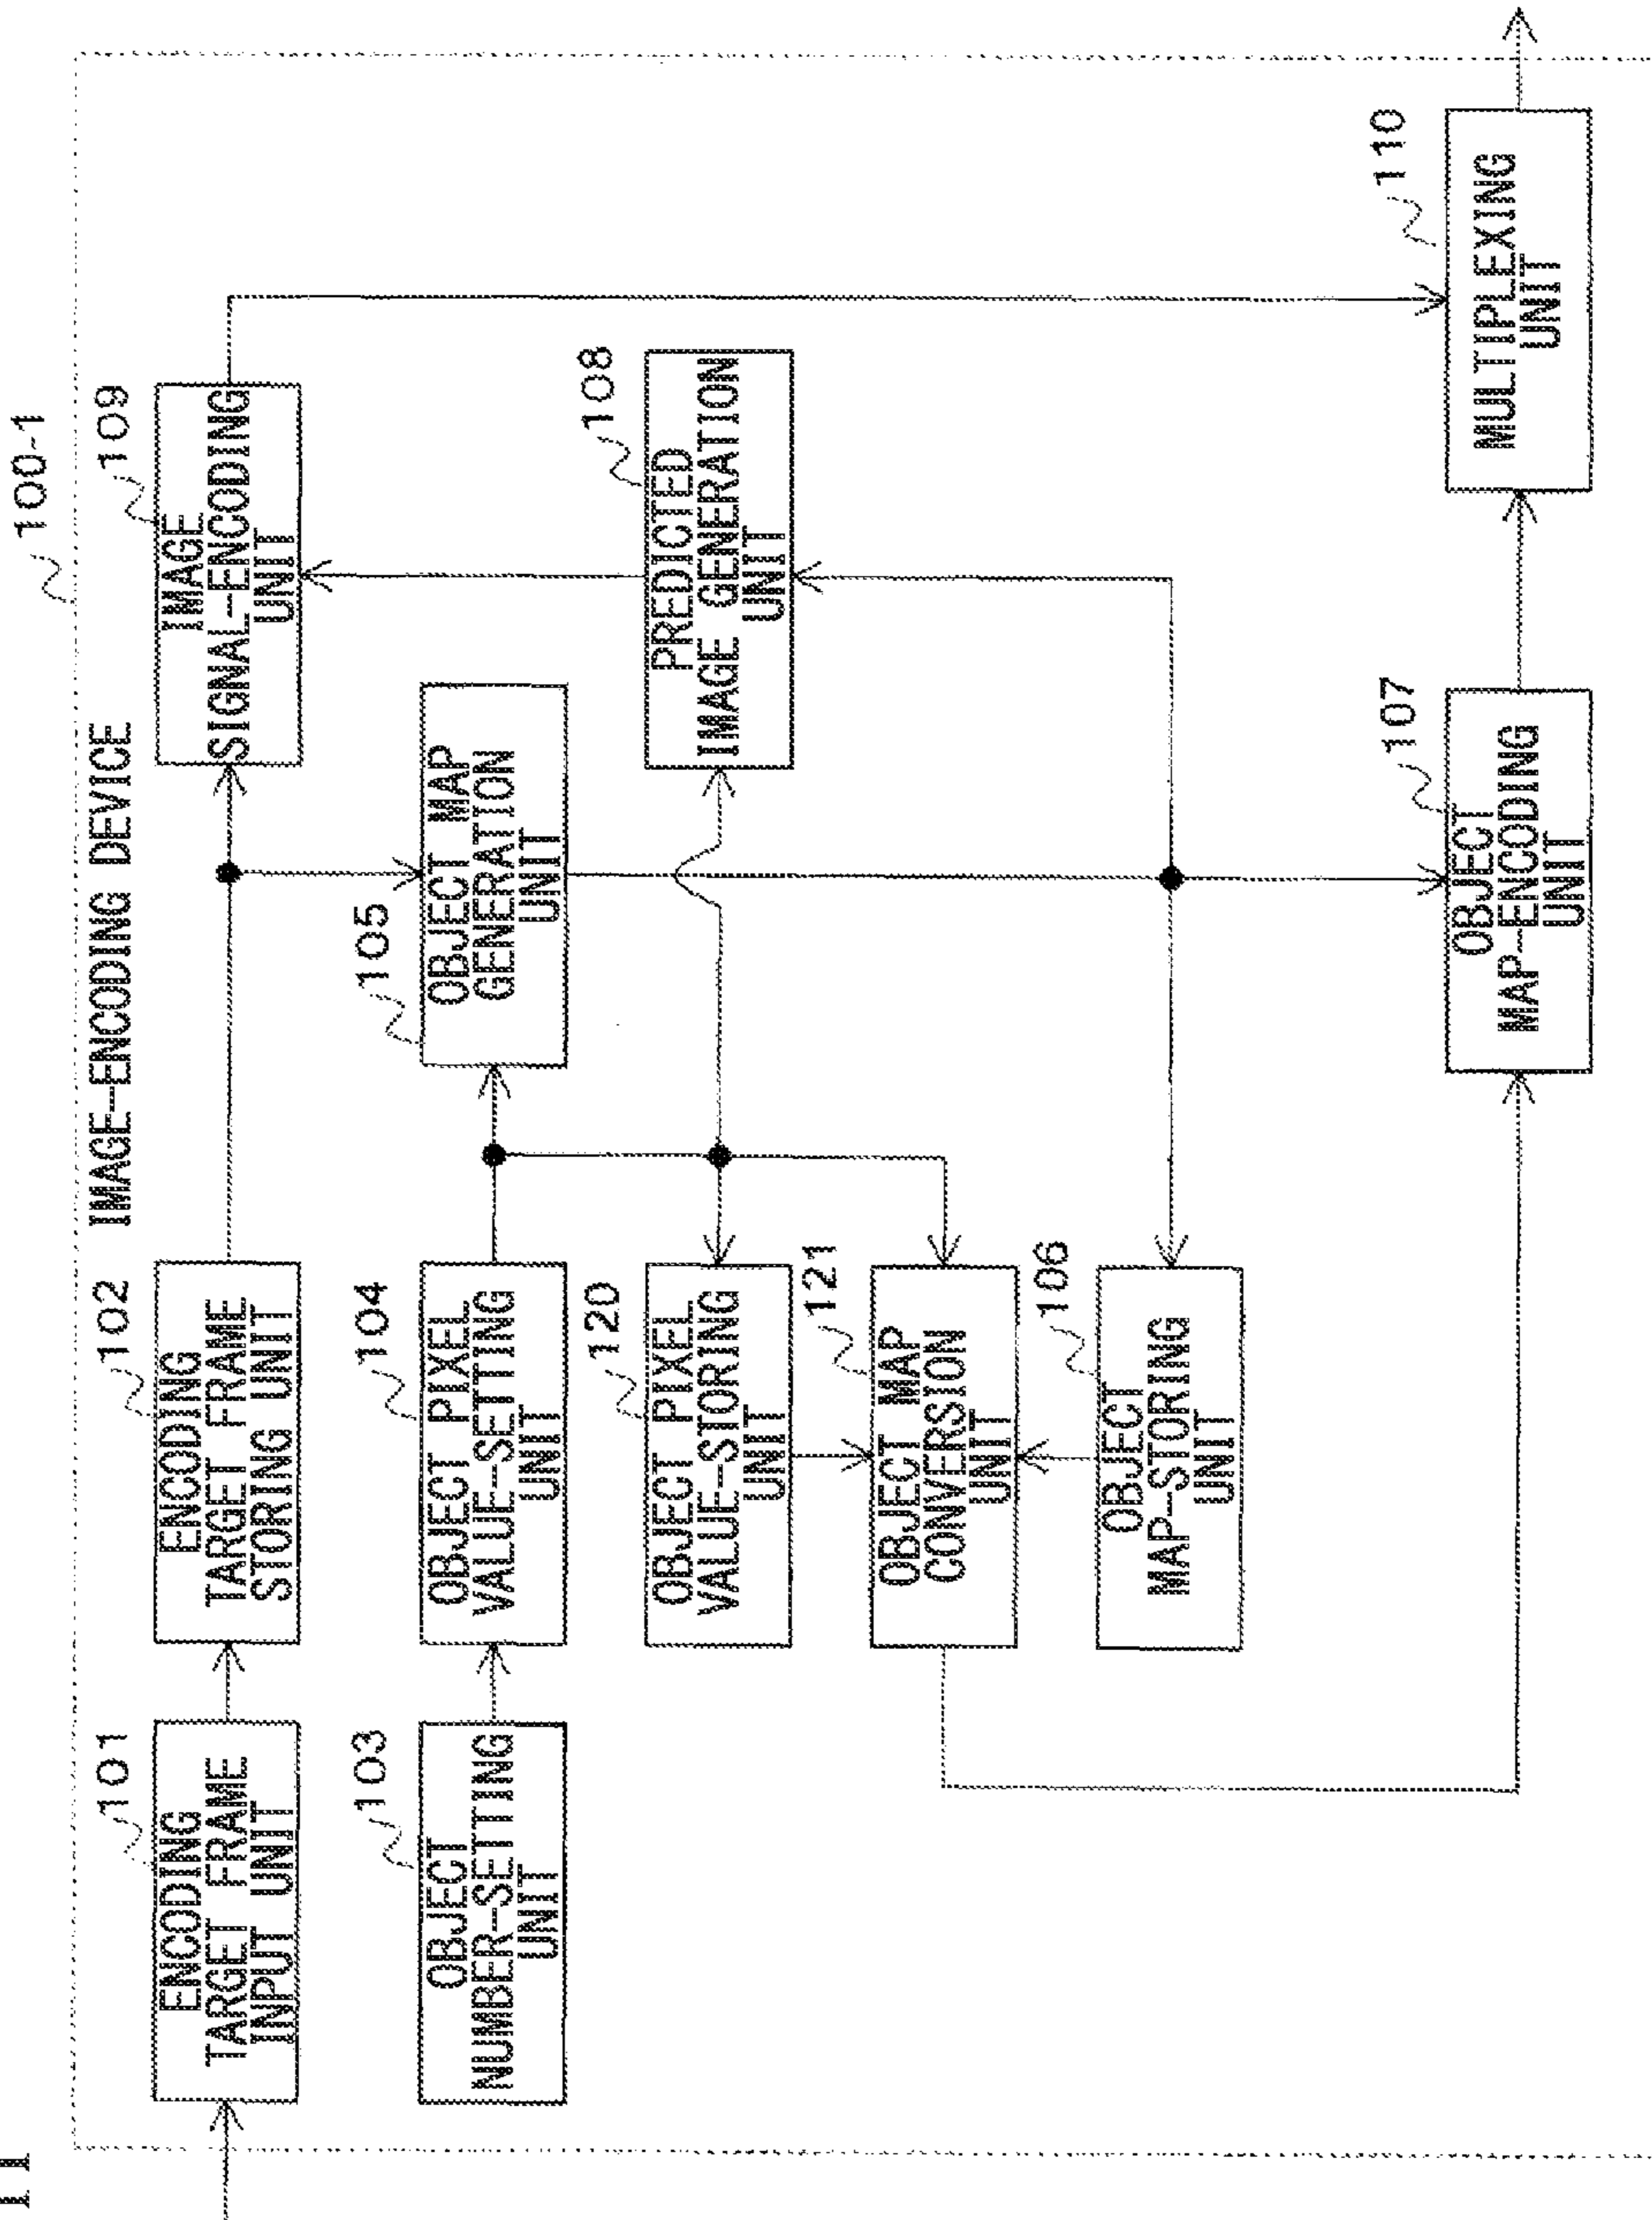 11
100-1
IMAGE-ENCODING DEVICE
101
ENCODING
TARGET FRAME
INPUT UNIT
102
ENCODING
TARGET FRAME
STORING UNIT
109
IMAGE
SIGNAL-ENCODING
UNIT
103
OBJECT
NUMBER-SETTING
UNIT
104
OBJECT PIXEL
VALUE-SETTING
UNIT
105
OBJECT MAP
GENERATION
UNIT
120
OBJECT PIXEL
VALUE-STORING
UNIT
108
PREDICTED
IMAGE GENERATION
UNIT
121
OBJECT MAP
CONVERSION
UNIT
106
OBJECT
MAP-STORING
UNIT
107
OBJECT
MAP-ENCODING
UNIT
110
MULTIPLEXING
UNIT